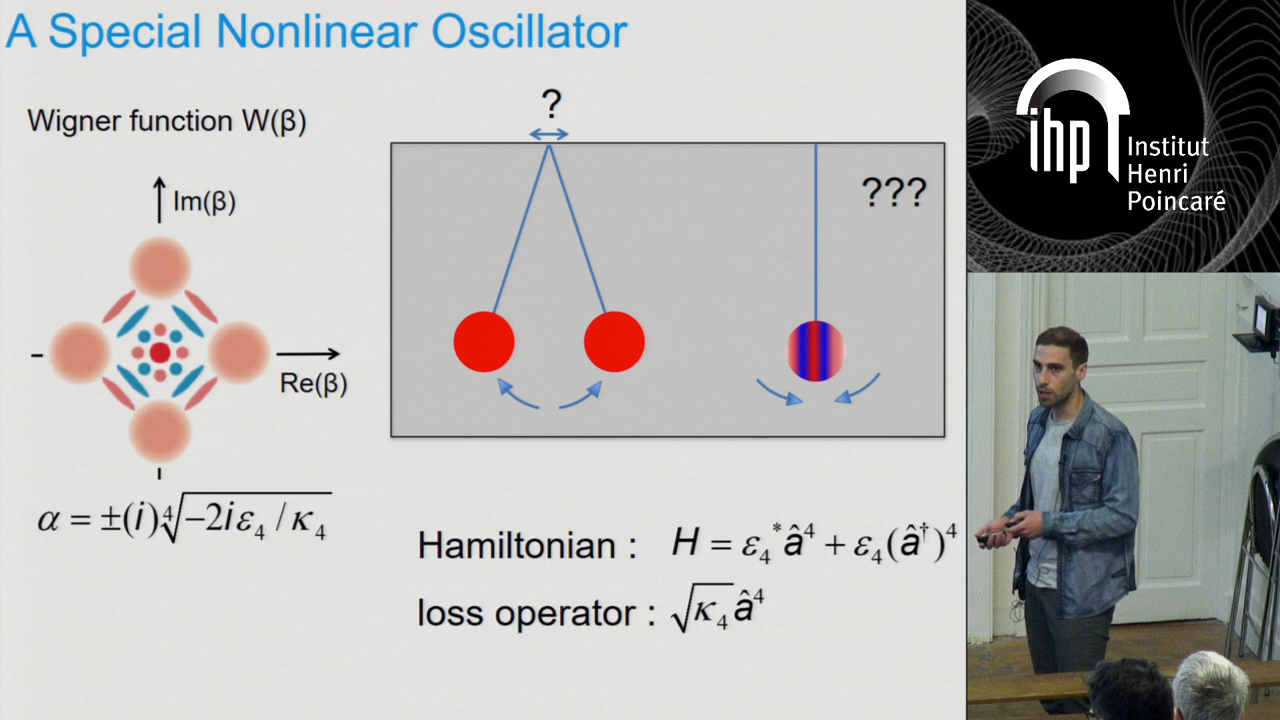 A Special Nonlinear Oscillator
Wigner function W(β)
Im(β)
Re(β)
α = ±(i)∜(−2iε₄ / κ₄)
?
???
Hamiltonian : H = ε₄*â⁴ + ε₄(â†)⁴
loss operator : √κ₄ â⁴
ihp
Institut
Henri
Poincaré